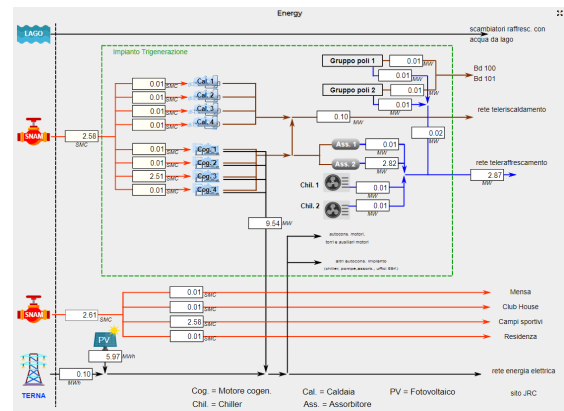 Energy
LAGO
scambiatori raffresc. con
acqua da lago
Impianto Trigenerazione
Gruppo poli 1
0.01
MW
0.01
MW
Gruppo poli 2
0.01
MW
0.01
Bd 100
Bd 101
0.01 SMC Cal. 1
0.01 SMC Cal. 2
0.01 SMC Cal. 3
0.01 SMC Cal. 4
0.10
MW
rete teleriscaldamento
0.02
MW
SNAM
2.58
SMC
0.01 SMC Cog. 1
0.01 SMC Cog. 2
2.51 SMC Cog. 3
0.01 SMC Cog. 4
Ass. 1
0.01
MW
Ass. 2
2.82
MW
rete teleraffrescamento
2.87
MW
Chil. 1
0.01
MW
Chil. 2
0.01
MW
9.54 MW
autocons. motori,
torri e ausiliari motori
altri autocons. impianto
0.01 SMC
Mensa
0.01 SMC
Club House
SNAM
2.61 SMC
2.58 SMC
Campi sportivi
0.01 SMC
Residenza
PV
5.97 MWh
0.10
MWh
rete energia elettrica
TERNA
Cog. = Motore cogen.
Cal. = Caldaia
PV = Fotovoltaico
Chil. = Chiller
Ass. = Assorbitore
sito JRC